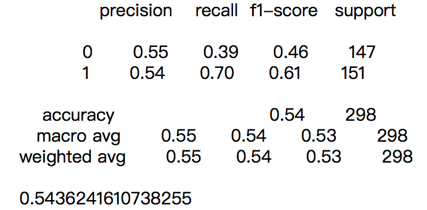 precision recall f1-score support
0 0.55 0.39 0.46 147
1 0.54 0.70 0.61 151
accuracy 0.54 298
macro avg 0.55 0.54 0.53 298
weighted avg 0.55 0.54 0.53 298
0.5436241610738255